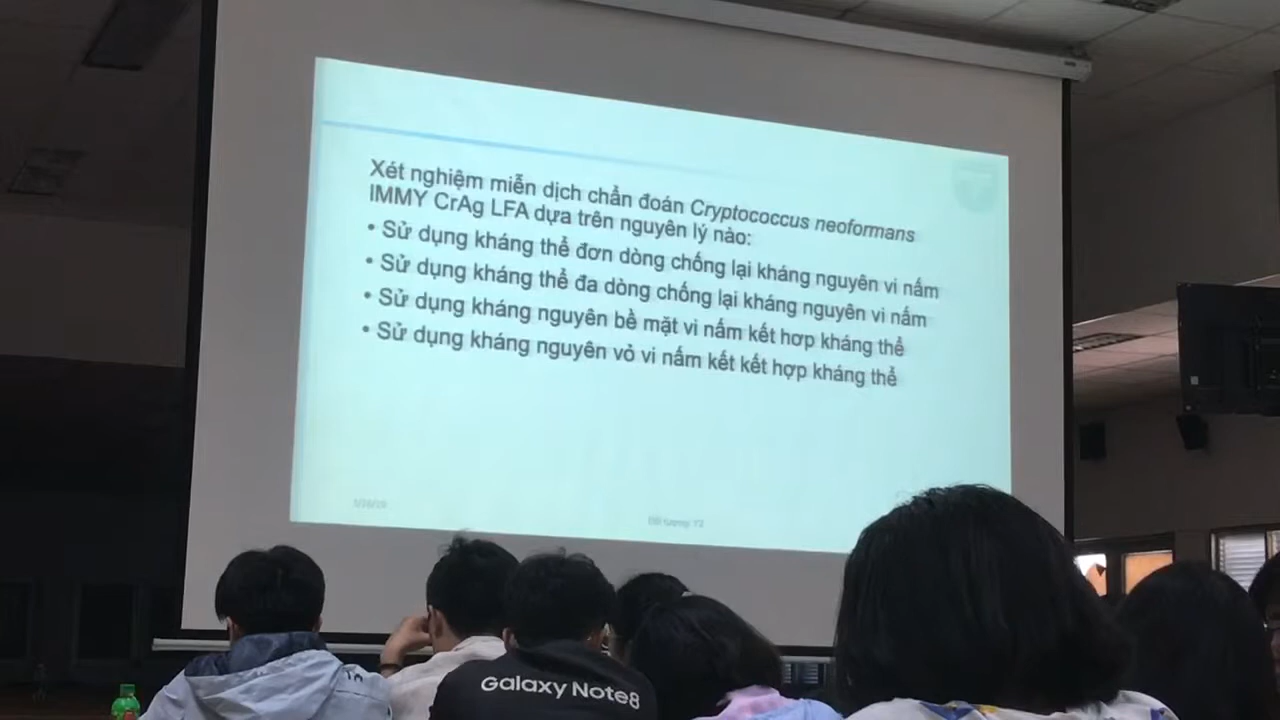 Xét nghiệm miễn dịch chẩn đoán Cryptococcus neoformans
IMMY CrAg LFA dựa trên nguyên lý nào:
• Sử dụng kháng thể đơn dòng chống lại kháng nguyên vi nấm
• Sử dụng kháng thể đa dòng chống lại kháng nguyên vi nấm
• Sử dụng kháng nguyên bề mặt vi nấm kết hơp kháng thể
• Sử dụng kháng nguyên vỏ vi nấm kết kết hợp kháng thể
Galaxy Note8